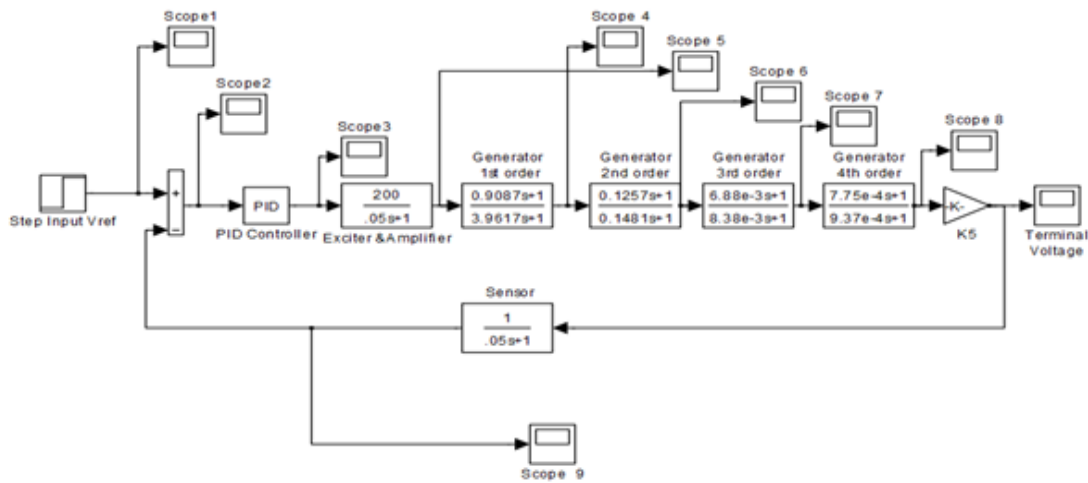 Scope1
Scope 4
Scope 5
Scope2
Scope 6
Scope 7
Scope3
Scope 8
Generator
1st order
Generator
2nd order
Generator
3rd order
Generator
4th order
+
−
PID
200
.05s+1
0.9087s+1
3.9617s+1
0.1257s+1
0.1481s+1
6.88e-3s+1
8.38e-3s+1
7.75e-4s+1
9.37e-4s+1
-K-
Step Input Vref
PID Controller
Exciter &Amplifier
K5
Terminal
Voltage
Sensor
1
.05s+1
Scope 9